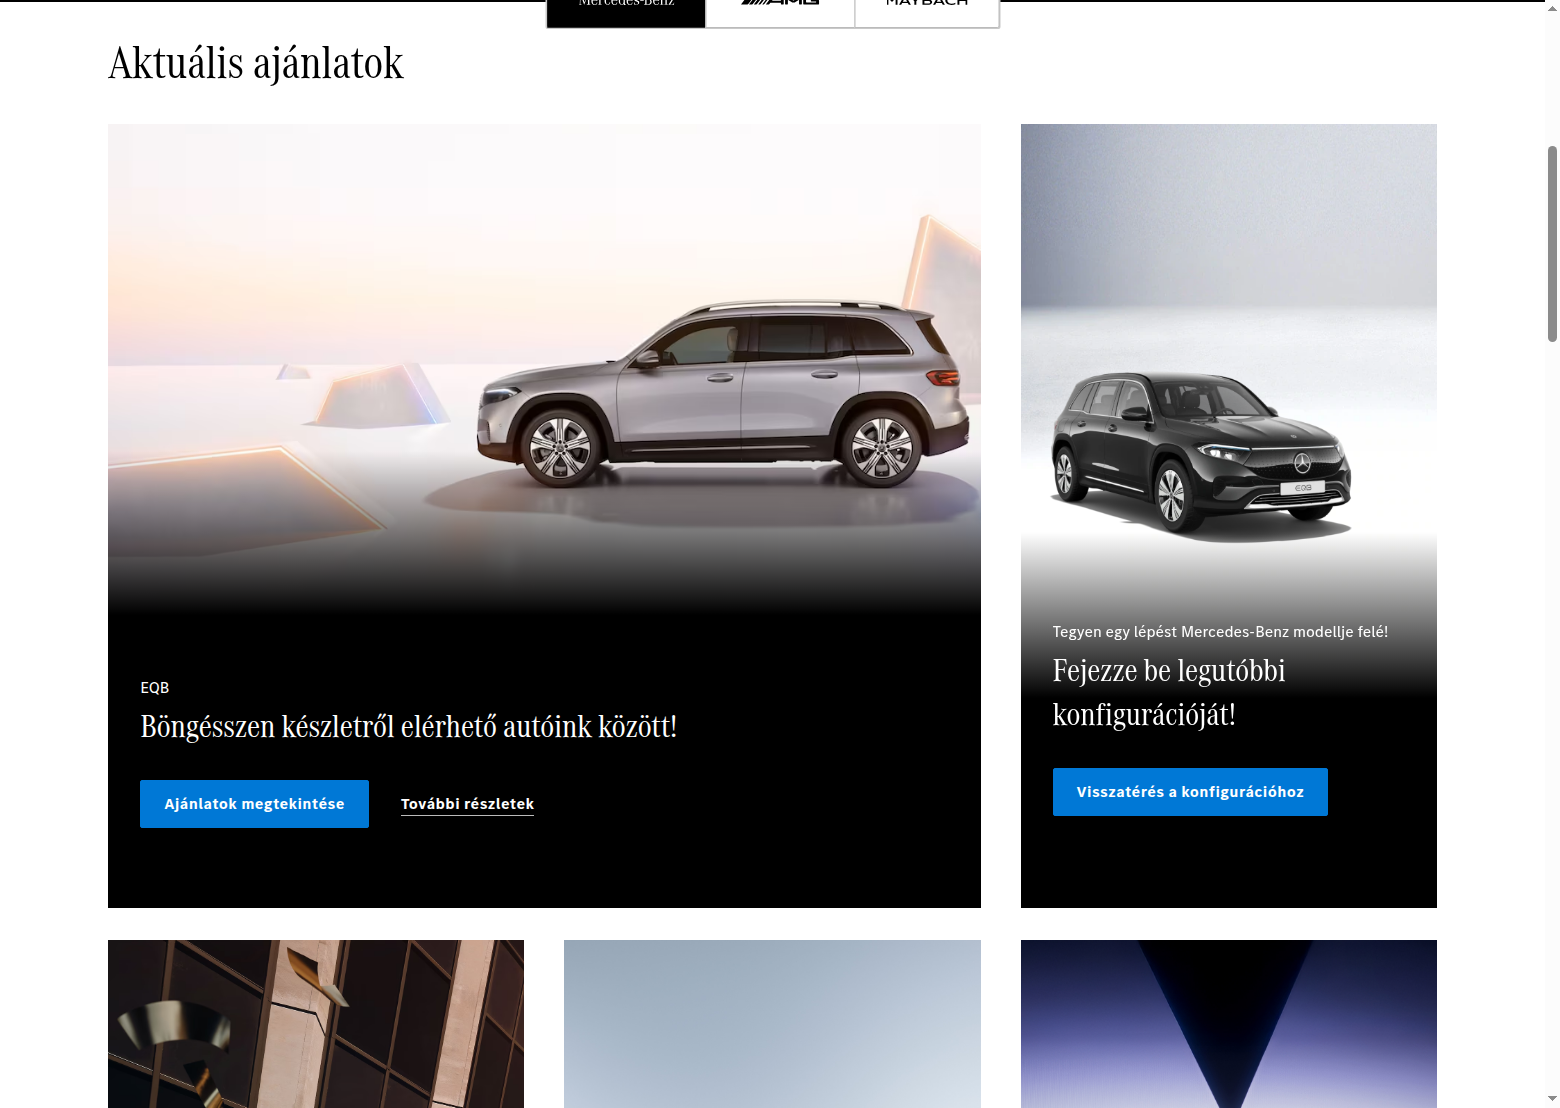 Mercedes-Benz
AMG
MAYBACH
Aktuális ajánlatok
EQB
EQB
Böngésszen készletről elérhető autóink között!
Ajánlatok megtekintése
További részletek
Tegyen egy lépést Mercedes-Benz modellje felé!
Fejezze be legutóbbi
konfigurációját!
Visszatérés a konfigurációhoz